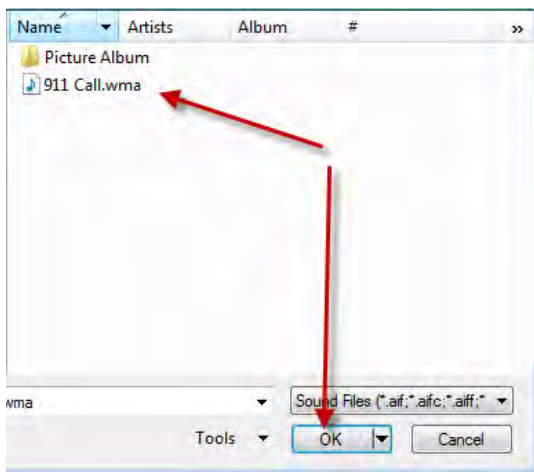 Name Artists Album # »
Picture Album
911 Call.wma
wma Sound Files (*.aif;*.aifc;*.aiff;*
Tools OK Cancel